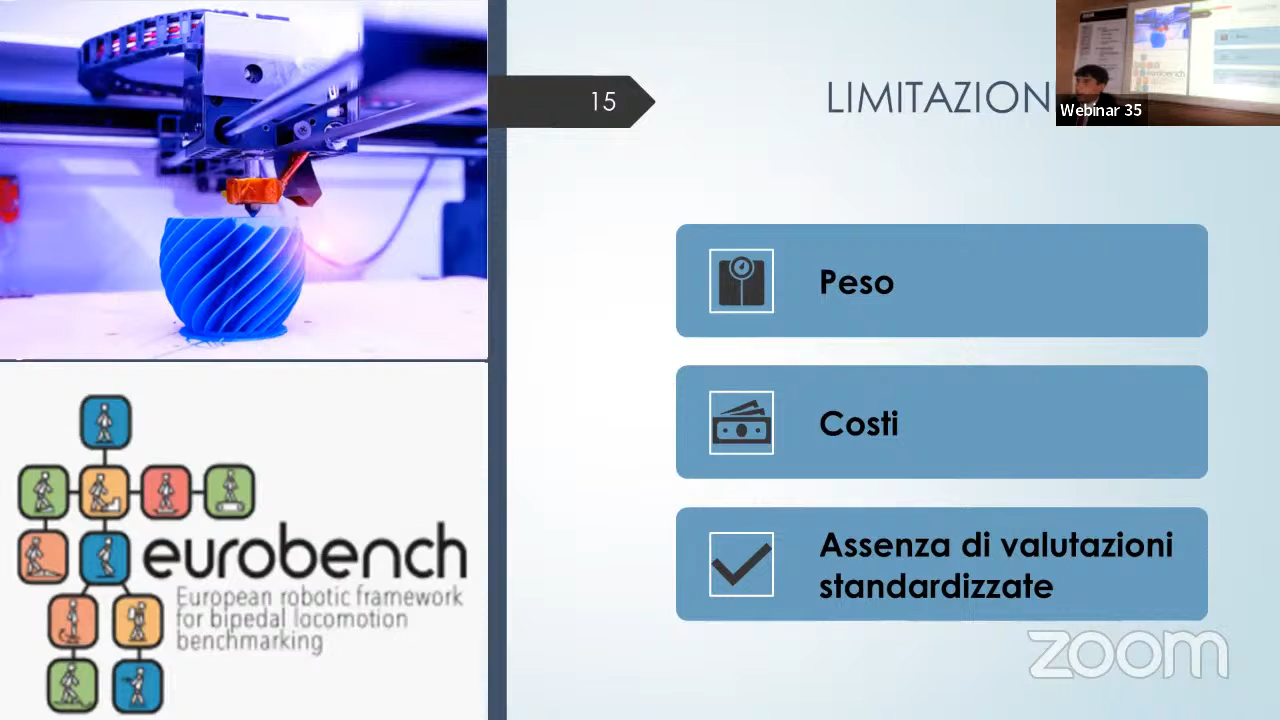 15
LIMITAZION
Webinar 35
Peso
Costi
Assenza di valutazioni
standardizzate
eurobench
European robotic framework
for bipedal locomotion
benchmarking
zoom